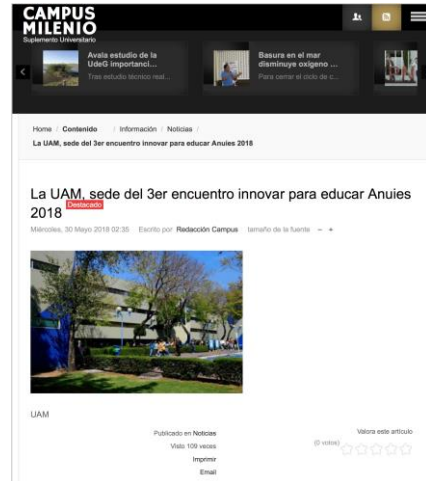 CAMPUS
MILENIO
Suplemento Universitario
Avala estudio de la
UdeG importanci...
Tras estudio técnico real...
Basura en el mar
disminuye oxígeno ...
Para cerrar el ciclo de c...
Home / Contenido / Información / Noticias /
La UAM, sede del 3er encuentro innovar para educar Anuies 2018
La UAM, sede del 3er encuentro innovar para educar Anuies
2018 Destacado
Miércoles, 30 Mayo 2018 02:35 Escrito por Redacción Campus tamaño de la fuente − +
UAM
Publicado en Noticias
Visto 109 veces
Imprimir
Email
Valora este artículo
(0 votos)